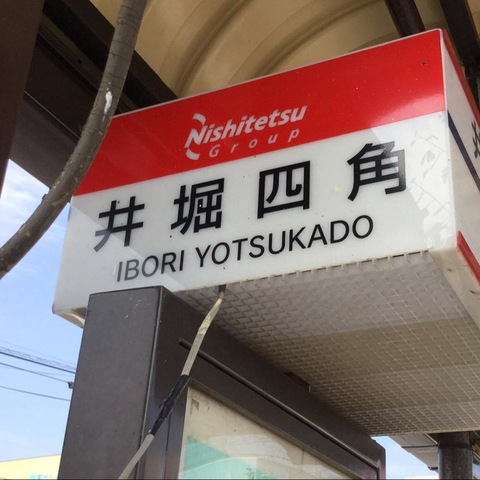 Nishitetsu
Group
井堀四角
IBORI YOTSUKADO